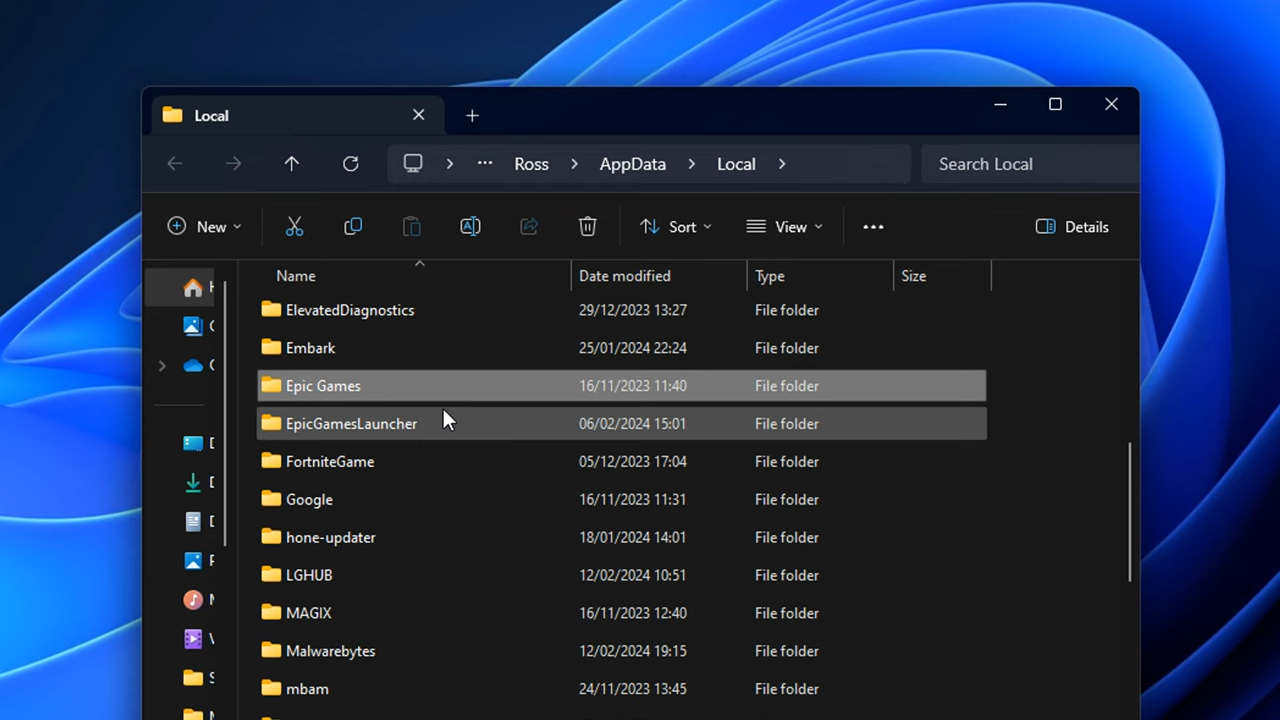 Local
Ross AppData Local Search Local
New Sort View Details
Name Date modified Type Size
ElevatedDiagnostics 29/12/2023 13:27 File folder
Embark 25/01/2024 22:24 File folder
Epic Games 16/11/2023 11:40 File folder
EpicGamesLauncher 06/02/2024 15:01 File folder
FortniteGame 05/12/2023 17:04 File folder
Google 16/11/2023 11:31 File folder
hone-updater 18/01/2024 14:01 File folder
LGHUB 12/02/2024 10:51 File folder
MAGIX 16/11/2023 12:40 File folder
Malwarebytes 12/02/2024 19:15 File folder
mbam 24/11/2023 13:45 File folder